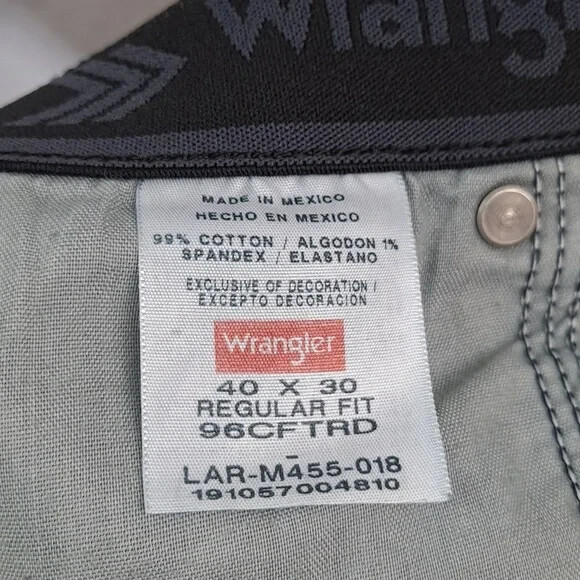 Wrangl
MADE IN MEXICO
HECHO EN MEXICO
99% COTTON / ALGODON 1%
SPANDEX / ELASTANO
EXCLUSIVE OF DECORATION /
EXCEPTO DECORACION
Wrangler
40 X 30
REGULAR FIT
96CFTRD
LAR-M455-018
191057004810